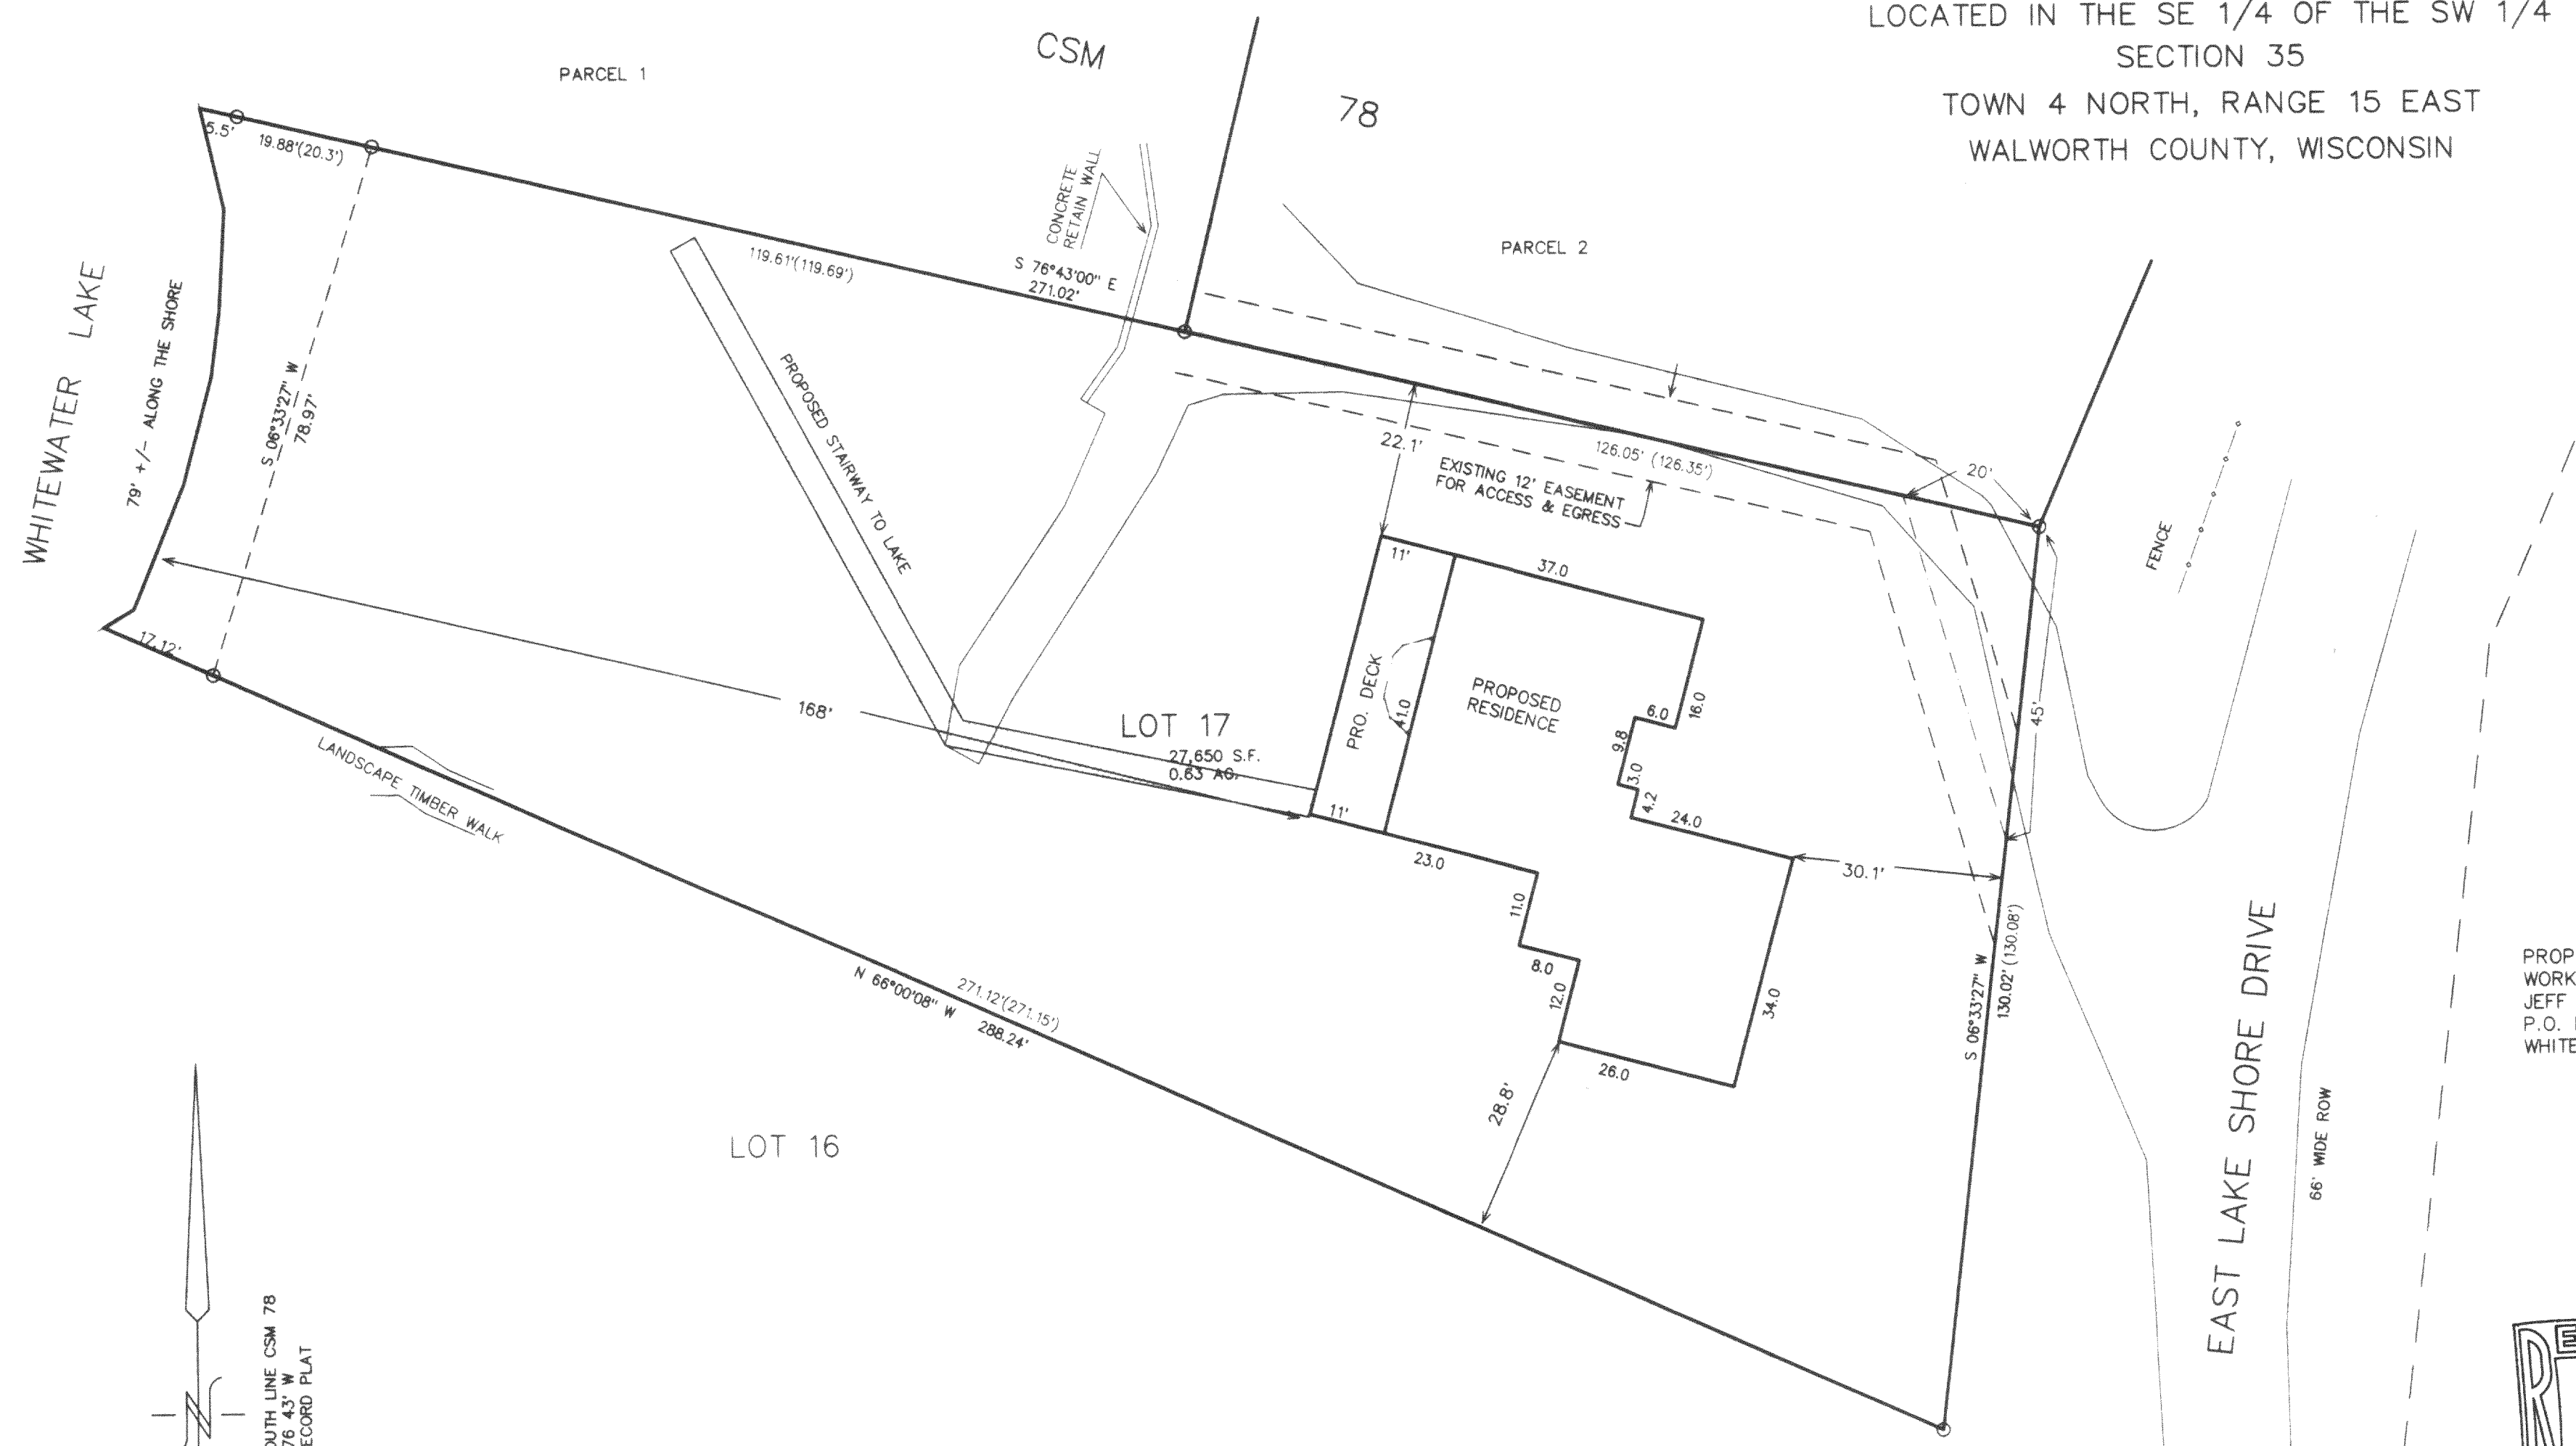 LOCATED IN THE SE 1/4 OF THE SW 1/4
SECTION 35
TOWN 4 NORTH, RANGE 15 EAST
WALWORTH COUNTY, WISCONSIN
CSM
78
PARCEL 1
PARCEL 2
5.5'
19.88'(20.3')
119.61'(119.69')
S 76°43'00" E
271.02'
CONCRETE
RETAIN WALL
WHITEWATER LAKE
79' +/- ALONG THE SHORE
S 06°33'27" W
78.97'
PROPOSED STAIRWAY TO LAKE
22.1'
126.05' (126.35')
EXISTING 12' EASEMENT
FOR ACCESS & EGRESS
20'
FENCE
11'
37.0
17.12'
168'
LOT 17
27,650 S.F.
0.63 AC.
PRO. DECK
41.0
PROPOSED
RESIDENCE
6.0
16.0
9.8
3.0
4.2
24.0
45'
11'
23.0
30.1'
LANDSCAPE TIMBER WALK
11.0
8.0
12.0
34.0
26.0
28.8'
S 06°33'27" W
130.02' (130.08')
271.12'(271.15')
N 66°00'08" W 288.24'
LOT 16
EAST LAKE SHORE DRIVE
66' WIDE ROW
PROP
WORK
JEFF
P.O.
WHITE
N
OUTH LINE CSM 78
76 43' W
ECORD PLAT